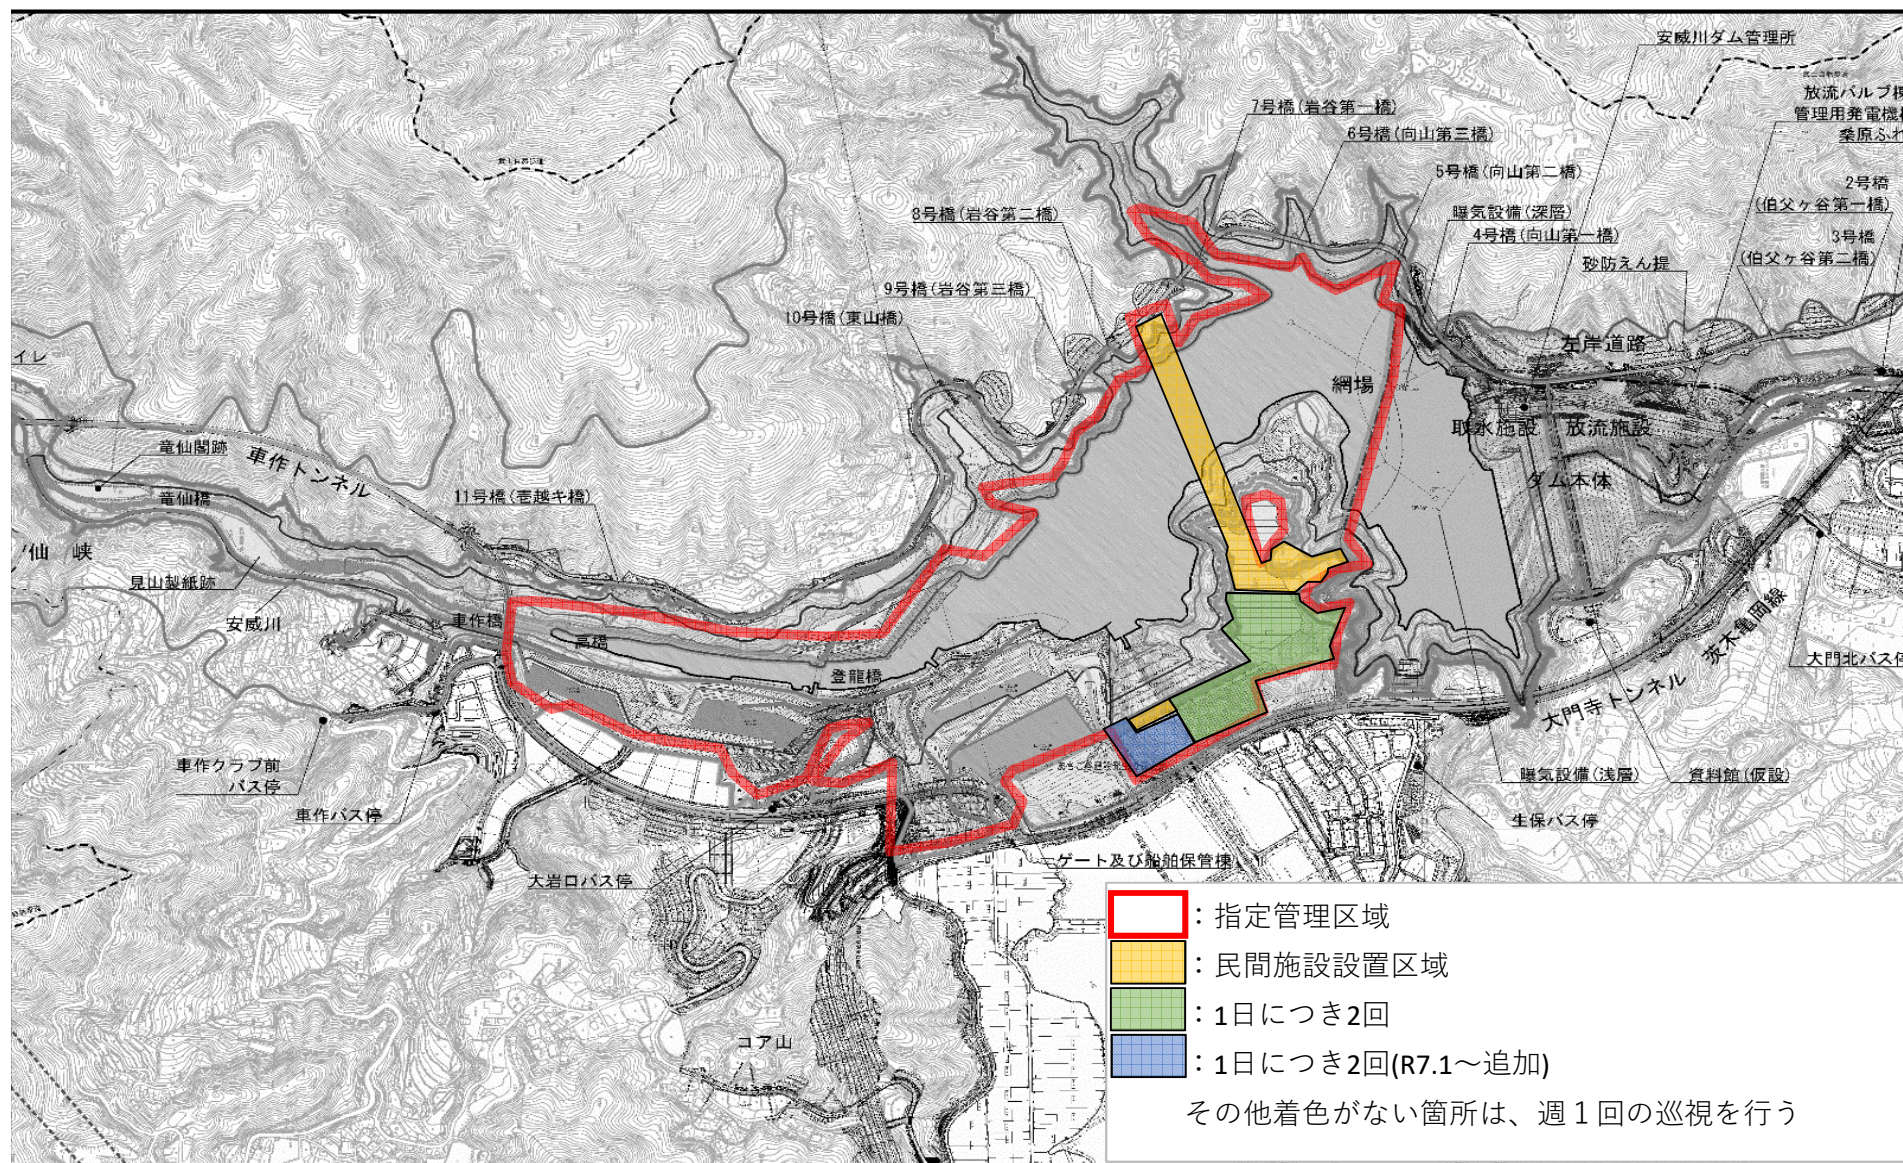 安威川ダム管理所
放流バルブ棟
管理用発電機
桑原ふれ
7号橋(岩谷第一橋)
6号橋(向山第三橋)
5号橋(向山第二橋)
2号橋
(伯父ヶ谷第一橋)
8号橋(岩谷第二橋)
曝気設備(深層)
4号橋(向山第一橋)
3号橋
(伯父ヶ谷第二橋)
砂防えん提
9号橋(岩谷第三橋)
10号橋(東山橋)
イレ
左岸道路
網場
取水施設
放流施設
竜仙閣跡
車作トンネル
竜仙橋
11号橋(壱越キ橋)
ダム本体
仙 峡
見山製紙跡
安威川
車作橋
高橋
登龍橋
茨木亀岡線
大門北バス停
大門寺トンネル
車作クラブ前
バス停
車作バス停
曝気設備(浅層)
資料館(仮設)
生保バス停
大岩口バス停
ゲート及び船舶保管棟
コア山
：指定管理区域
：民間施設設置区域
：1日につき2回
：1日につき2回(R7.1～追加)
その他着色がない箇所は、週１回の巡視を行う